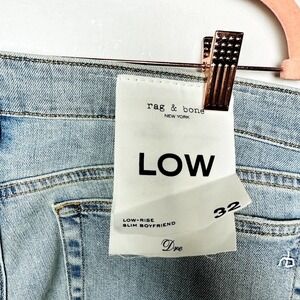 rag & bone
NEW YORK
LOW
32
LOW-RISE
SLIM BOYFRIEND
Dre